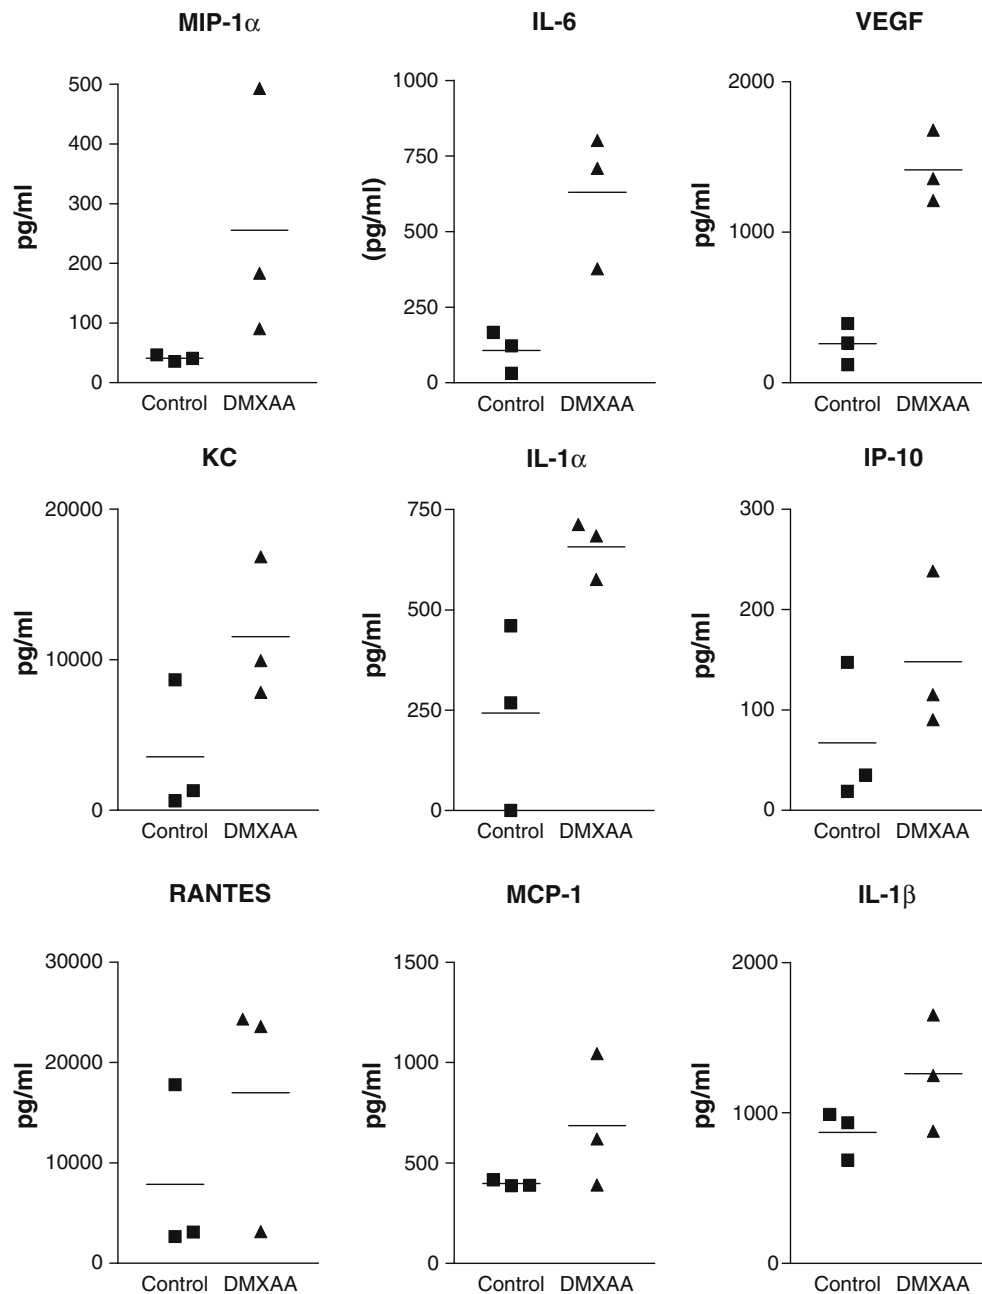 MIP-1α
IL-6
VEGF
500
400
300
200
100
0
pg/ml
Control DMXAA
1000
750
500
250
0
(pg/ml)
Control DMXAA
2000
1000
0
pg/ml
Control DMXAA
KC
IL-1α
IP-10
20000
10000
0
pg/ml
Control DMXAA
750
500
250
0
pg/ml
Control DMXAA
300
200
100
0
pg/ml
Control DMXAA
RANTES
MCP-1
IL-1β
30000
20000
10000
0
pg/ml
Control DMXAA
1500
1000
500
0
pg/ml
Control DMXAA
2000
1000
0
pg/ml
Control DMXAA